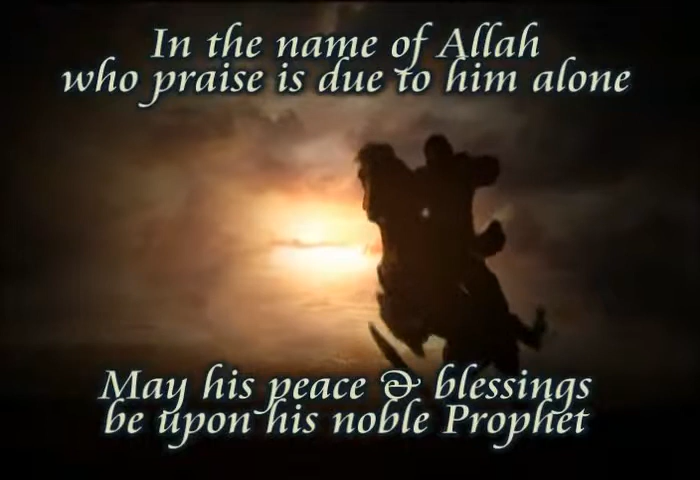 In the name of Allah
who praise is due to him alone
May his peace & blessings
be upon his noble Prophet